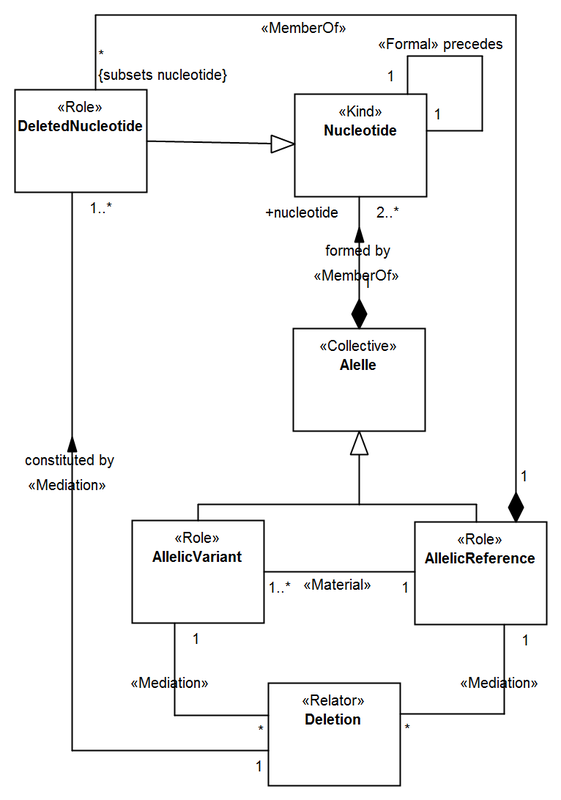 «MemberOf»
«Formal» precedes
*
{subsets nucleotide}
1
1
«Role»
DeletedNucleotide
«Kind»
Nucleotide
1..*
+nucleotide
2..*
formed by
«MemberOf»
1
«Collective»
Alelle
constituted by
«Mediation»
1
«Role»
AllelicVariant
«Role»
AllelicReference
1..*
«Material»
1
1
1
«Mediation»
«Mediation»
«Relator»
Deletion
*
*
1